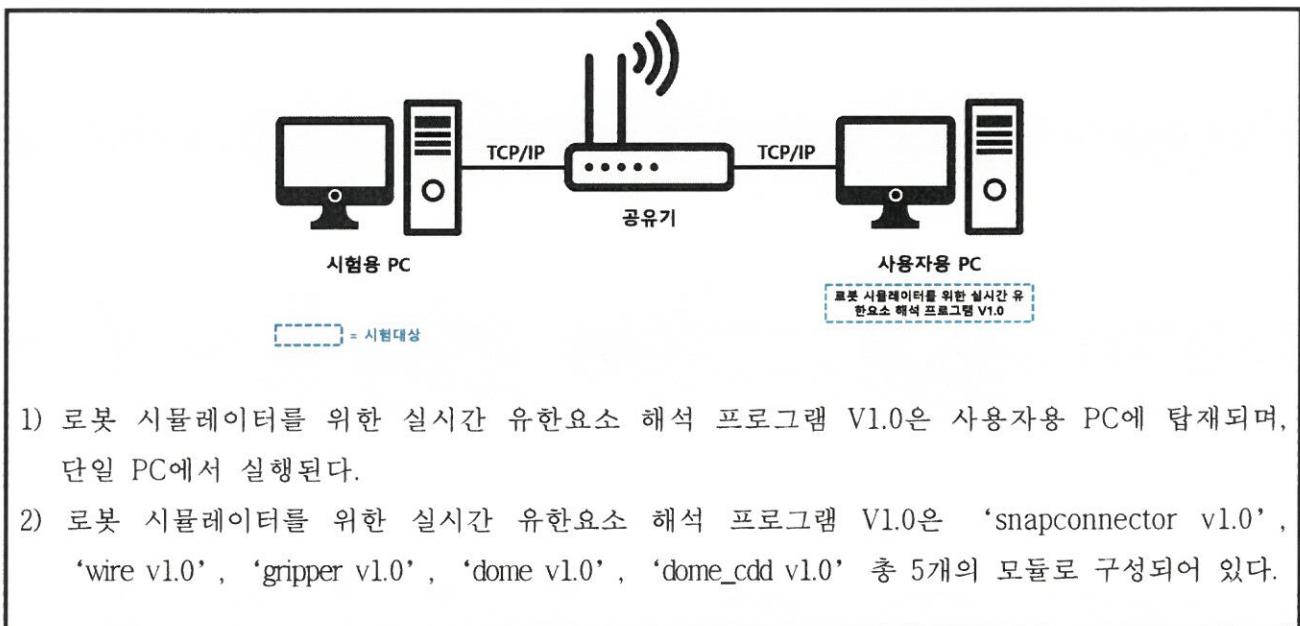 TCP/IP
TCP/IP
공유기
시험용 PC
사용자용 PC
로봇 시뮬레이터를 위한 실시간 유
한요소 해석 프로그램 V1.0
= 시험대상
1) 로봇 시뮬레이터를 위한 실시간 유한요소 해석 프로그램 V1.0은 사용자용 PC에 탑재되며,
단일 PC에서 실행된다.
2) 로봇 시뮬레이터를 위한 실시간 유한요소 해석 프로그램 V1.0은 ‘snapconnector v1.0’,
‘wire v1.0’, ‘gripper v1.0’, ‘dome v1.0’, ‘dome_cdd v1.0’ 총 5개의 모듈로 구성되어 있다.